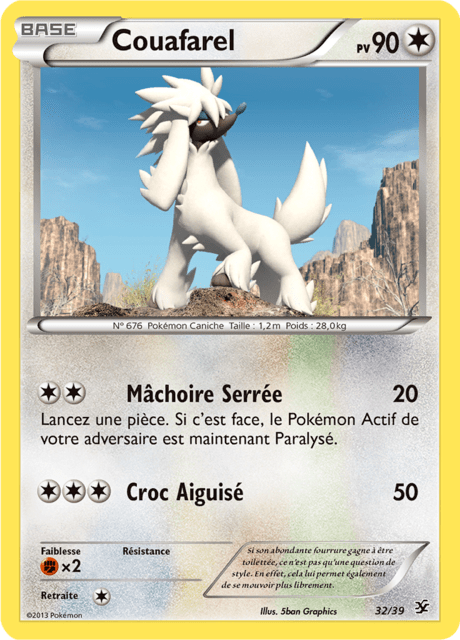 BASE
Couafarel
PV 90
N° 676 Pokémon Caniche Taille : 1,2 m Poids : 28,0 kg
Mâchoire Serrée 20
Lancez une pièce. Si c'est face, le Pokémon Actif de
votre adversaire est maintenant Paralysé.
Croc Aiguisé 50
Faiblesse
Résistance
×2
Retraite
Si son abondante fourrure gagne à être
toilettée, ce n'est pas qu'une question de
style. En effet, cela lui permet également
de se mouvoir plus librement.
©2013 Pokémon
Illus. 5ban Graphics
32/39